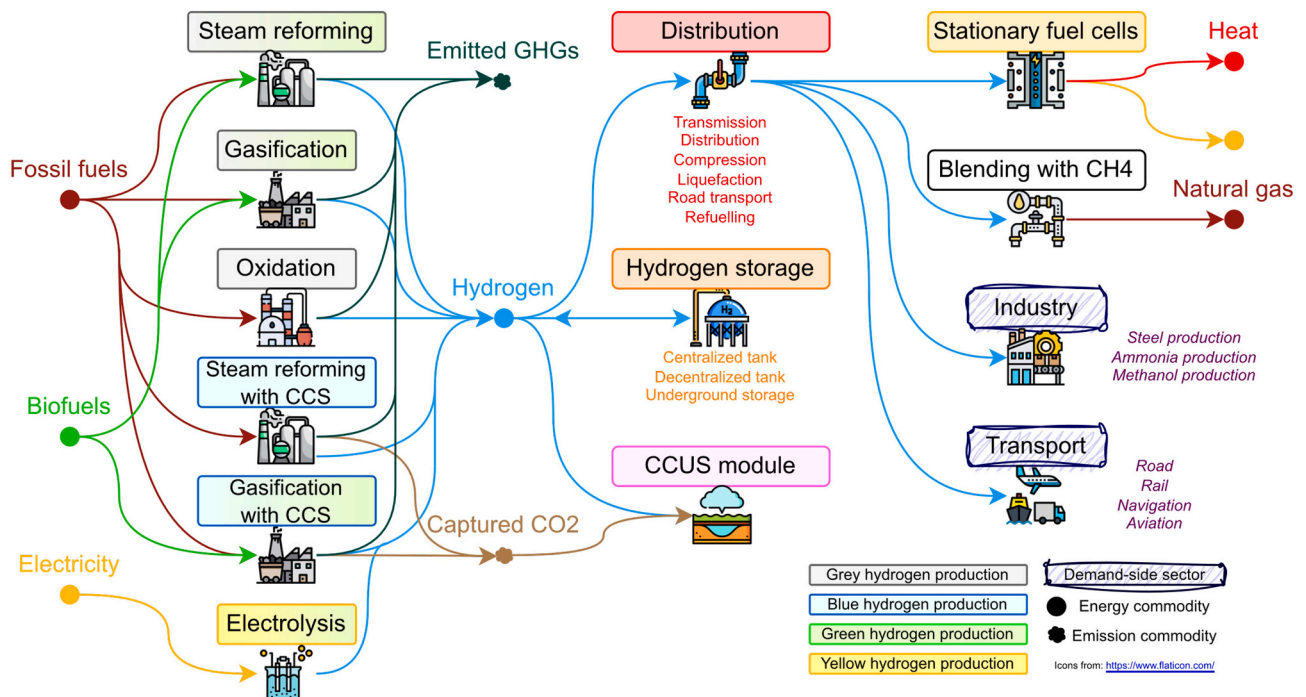 Steam reforming
Emitted GHGs
Distribution
Stationary fuel cells
Heat
Transmission
Distribution
Compression
Liquefaction
Road transport
Refuelling
Gasification
Fossil fuels
Blending with CH4
Natural gas
Oxidation
Hydrogen
Hydrogen storage
H2
Centralized tank
Decentralized tank
Underground storage
Industry
Steel production
Ammonia production
Methanol production
Steam reforming
with CCS
Biofuels
Transport
Road
Rail
Navigation
Aviation
CCUS module
Gasification
with CCS
Captured CO2
Electricity
Electrolysis
Grey hydrogen production
Blue hydrogen production
Green hydrogen production
Yellow hydrogen production
Demand-side sector
Energy commodity
Emission commodity
Icons from: https://www.flaticon.com/